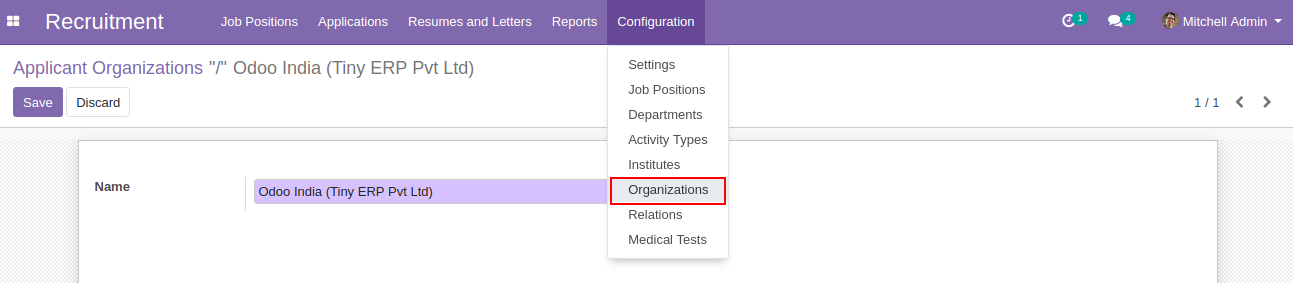 Recruitment Job Positions Applications Resumes and Letters Reports Configuration 1 4 Mitchell Admin
Applicant Organizations "/" Odoo India (Tiny ERP Pvt Ltd)
Save Discard 1 / 1
Settings
Job Positions
Departments
Activity Types
Institutes
Organizations
Relations
Medical Tests
Name Odoo India (Tiny ERP Pvt Ltd)